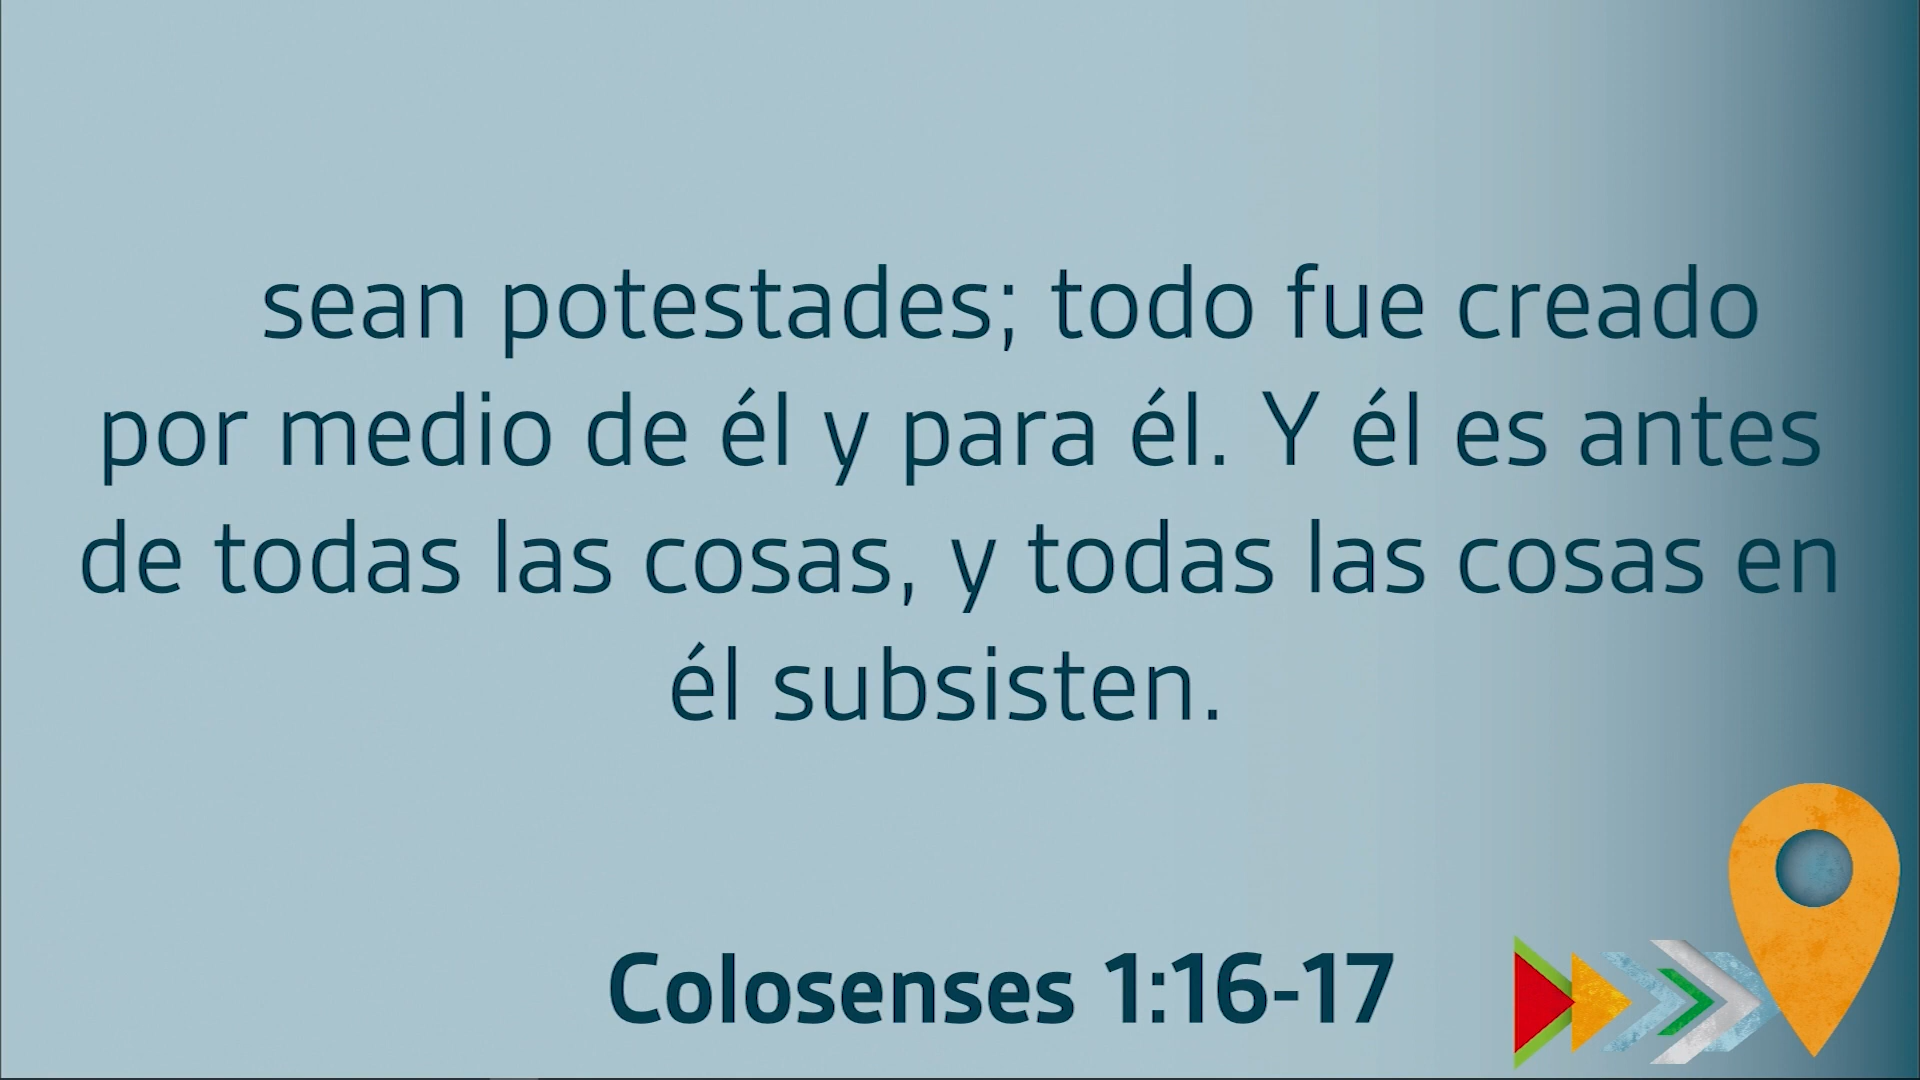 sean potestades; todo fue creado
por medio de él y para él. Y él es antes
de todas las cosas, y todas las cosas en
él subsisten.
Colosenses 1:16-17